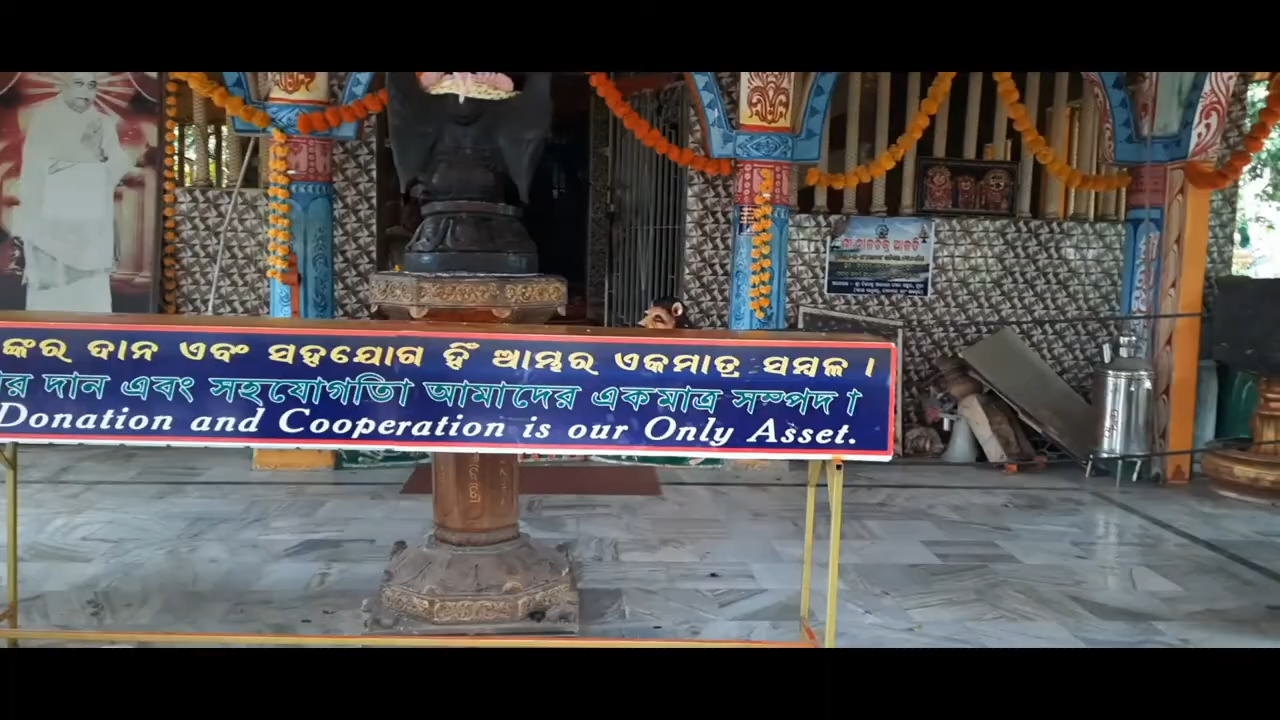 ଙ୍କର ଦାନ ଏବଂ ସହଯୋଗ ହିଁ ଆମ୍ଭର ଏକମାତ୍ର ସମ୍ବଳ ।
র দান এবং সহযোগতিা আমাদের একমাত্র সম্পদ ।
Donation and Cooperation is our Only Asset.